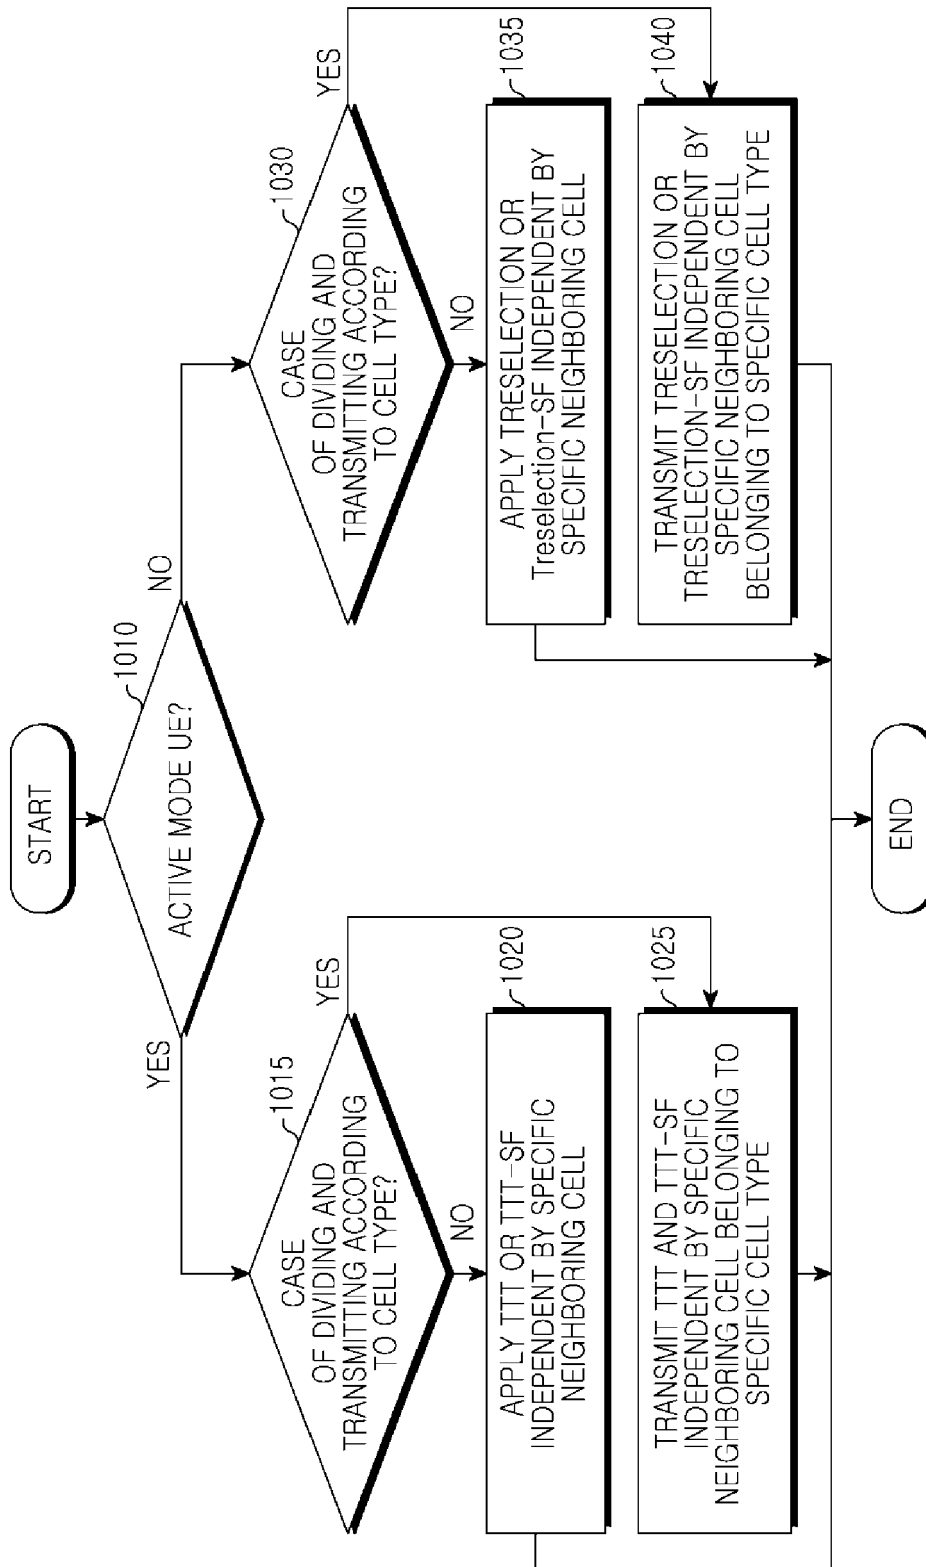 START
1010
ACTIVE MODE UE?
YES
NO
1015
CASE
OF DIVIDING AND
TRANSMITTING ACCORDING
TO CELL TYPE?
YES
NO
1020
APPLY TTTT OR TTT-SF
INDEPENDENT BY SPECIFIC
NEIGHBORING CELL
1025
TRANSMIT TTTT AND TTT-SF
INDEPENDENT BY SPECIFIC
NEIGHBORING CELL BELONGING TO
SPECIFIC CELL TYPE
1030
CASE
OF DIVIDING AND
TRANSMITTING ACCORDING
TO CELL TYPE?
YES
NO
1035
APPLY TRESELECTION OR
Treselection-SF INDEPENDENT BY
SPECIFIC NEIGHBORING CELL
1040
TRANSMIT TRESELECTION OR
TRESELECTION-SF INDEPENDENT BY
SPECIFIC NEIGHBORING CELL
BELONGING TO SPECIFIC CELL TYPE
END